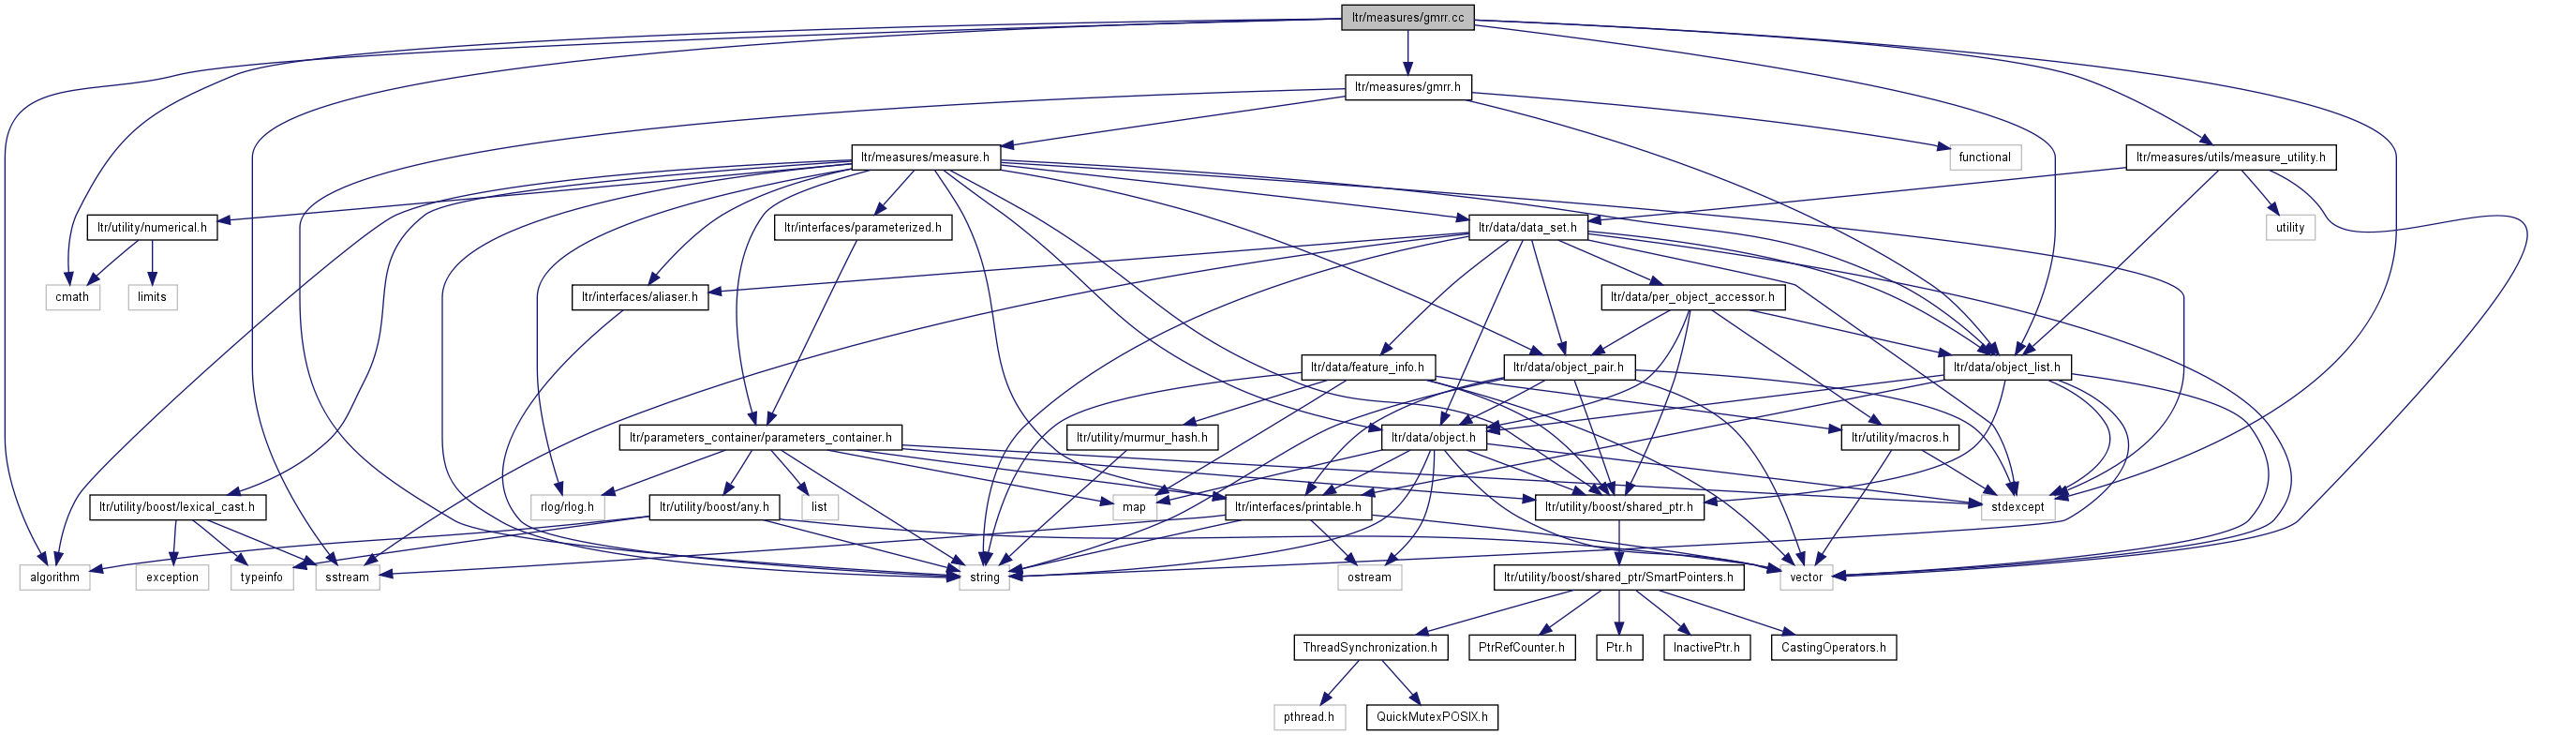 ltr/measures/gmrr.cc
ltr/measures/gmrr.h
ltr/measures/measure.h
functional
ltr/measures/utils/measure_utility.h
ltr/utility/numerical.h
ltr/interfaces/parameterized.h
ltr/data/data_set.h
utility
cmath
limits
ltr/interfaces/aliaser.h
ltr/data/per_object_accessor.h
ltr/data/feature_info.h
ltr/data/object_pair.h
ltr/data/object_list.h
ltr/parameters_container/parameters_container.h
ltr/utility/murmur_hash.h
ltr/data/object.h
ltr/utility/macros.h
ltr/utility/boost/lexical_cast.h
rlog/rlog.h
ltr/utility/boost/any.h
list
map
ltr/interfaces/printable.h
ltr/utility/boost/shared_ptr.h
stdexcept
algorithm
exception
typeinfo
sstream
string
ostream
ltr/utility/boost/shared_ptr/SmartPointers.h
vector
ThreadSynchronization.h
PtrRefCounter.h
Ptr.h
InactivePtr.h
CastingOperators.h
pthread.h
QuickMutexPOSIX.h